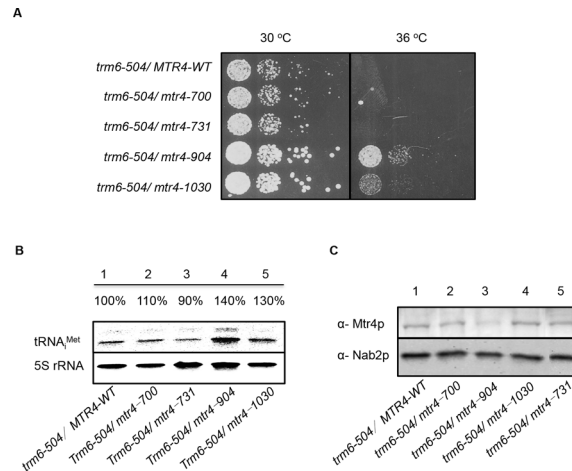 A
30 ºC 36 ºC
trm6-504/ MTR4-WT
trm6-504/ mtr4-700
trm6-504/ mtr4-731
trm6-504/ mtr4-904
trm6-504/ mtr4-1030
B
1 2 3 4 5
100% 110% 90% 140% 130%
tRNAiMet
5S rRNA
trm6-504/ MTR4-WT
Trm6-504/ mtr4-700
Trm6-504/ mtr4-731
Trm6-504/ mtr4-904
Trm6-504/ mtr4-1030
C
1 2 3 4 5
α- Mtr4p
α- Nab2p
trm6-504/ MTR4-WT
trm6-504/ mtr4-700
trm6-504/ mtr4-904
trm6-504/ mtr4-1030
trm6-504/ mtr4-731